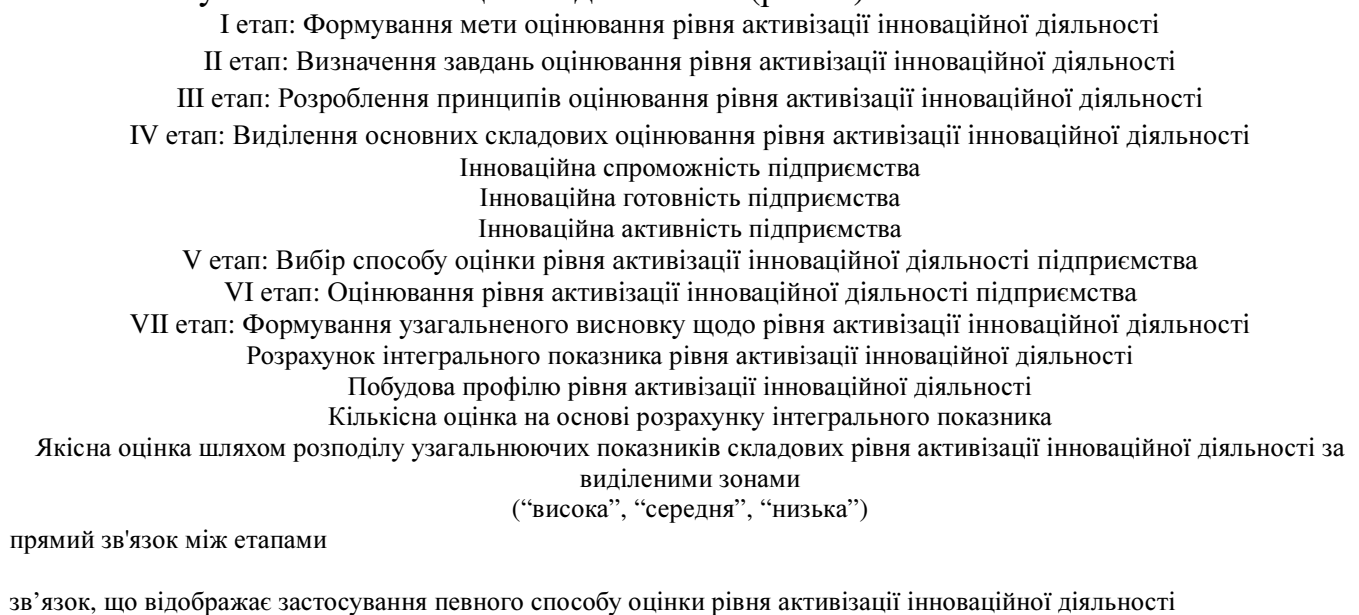 І етап: Формування мети оцінювання рівня активізації інноваційної діяльності
ІІ етап: Визначення завдань оцінювання рівня активізації інноваційної діяльності
ІІІ етап: Розроблення принципів оцінювання рівня активізації інноваційної діяльності
IV етап: Виділення основних складових оцінювання рівня активізації інноваційної діяльності
Інноваційна спроможність підприємства
Інноваційна готовність підприємства
Інноваційна активність підприємства
V етап: Вибір способу оцінки рівня активізації інноваційної діяльності підприємства
VI етап: Оцінювання рівня активізації інноваційної діяльності підприємства
VII етап: Формування узагальненого висновку щодо рівня активізації інноваційної діяльності
Розрахунок інтегрального показника рівня активізації інноваційної діяльності
Побудова профілю рівня активізації інноваційної діяльності
Кількісна оцінка на основі розрахунку інтегрального показника
Якісна оцінка шляхом розподілу узагальнюючих показників складових рівня активізації інноваційної діяльності за
виділеними зонами
(“висока”, “середня”, “низька”)
прямий зв'язок між етапами
зв’язок, що відображає застосування певного способу оцінки рівня активізації інноваційної діяльності